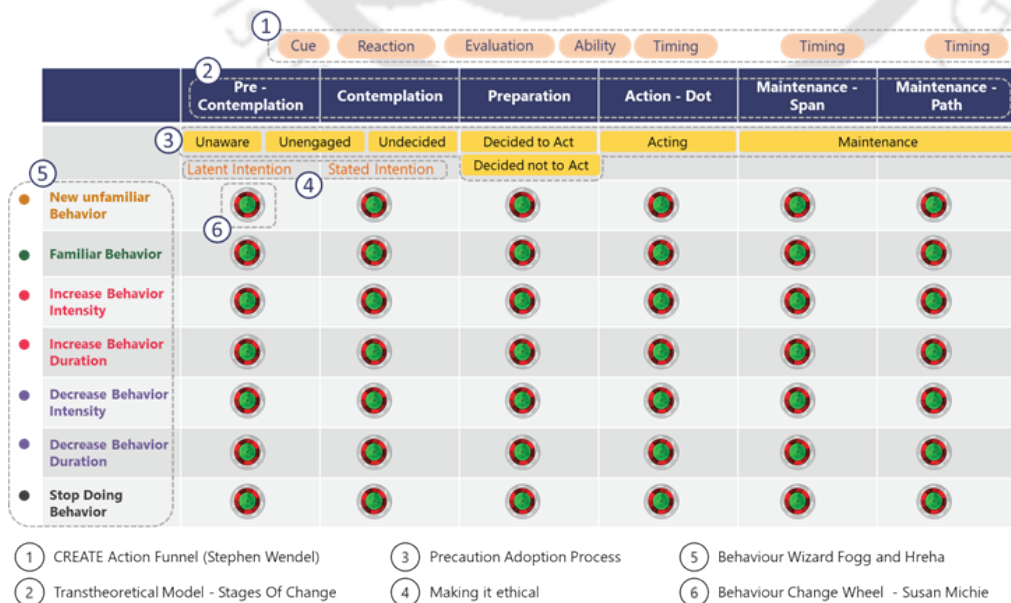 1
Cue Reaction Evaluation Ability Timing Timing Timing
2
Pre -
Contemplation Contemplation Preparation Action - Dot Maintenance -
Span Maintenance -
Path
3 Unaware Unengaged Undecided Decided to Act Acting Maintenance
Latent Intention 4 Stated Intention Decided not to Act
5
New unfamiliar
Behavior
6
Familiar Behavior
Increase Behavior
Intensity
Increase Behavior
Duration
Decrease Behavior
Intensity
Decrease Behavior
Duration
Stop Doing
Behavior
1 CREATE Action Funnel (Stephen Wendel) 3 Precaution Adoption Process 5 Behaviour Wizard Fogg and Hreha
2 Transtheoretical Model - Stages Of Change 4 Making it ethical 6 Behaviour Change Wheel - Susan Michie